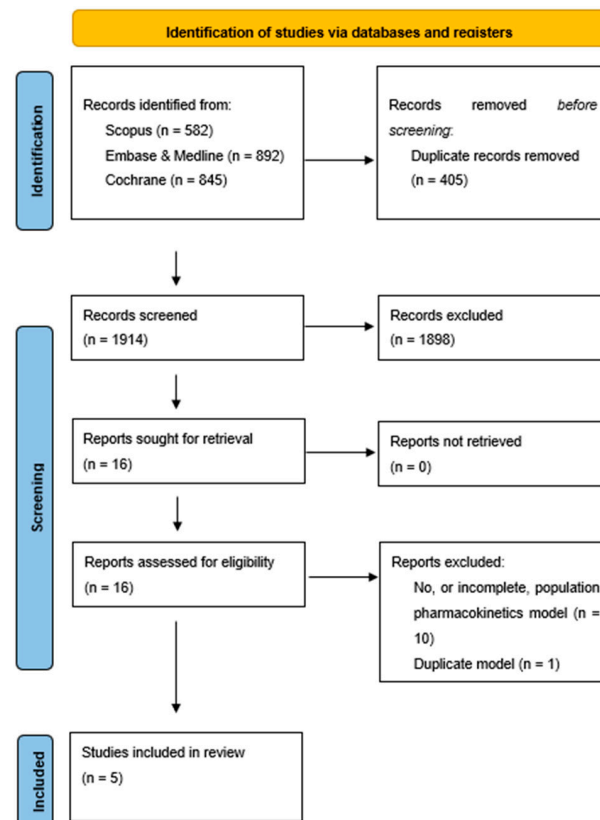 Identification of studies via databases and registers
Identification
Records identified from:
Scopus (n = 582)
Embase & Medline (n = 892)
Cochrane (n = 845)
Records removed before
screening:
Duplicate records removed
(n = 405)
Screening
Records screened
(n = 1914)
Records excluded
(n = 1898)
Reports sought for retrieval
(n = 16)
Reports not retrieved
(n = 0)
Reports assessed for eligibility
(n = 16)
Reports excluded:
No, or incomplete, population
pharmacokinetics model (n =
10)
Duplicate model (n = 1)
Included
Studies included in review
(n = 5)